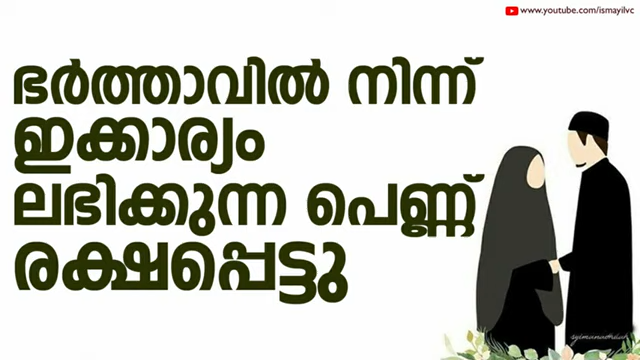 www.youtube.com/ismayilvc
ഭർത്താവിൽ നിന്ന്
ഇക്കാര്യം
ലഭിക്കുന്ന പെണ്ണ്
രക്ഷപ്പെട്ടു